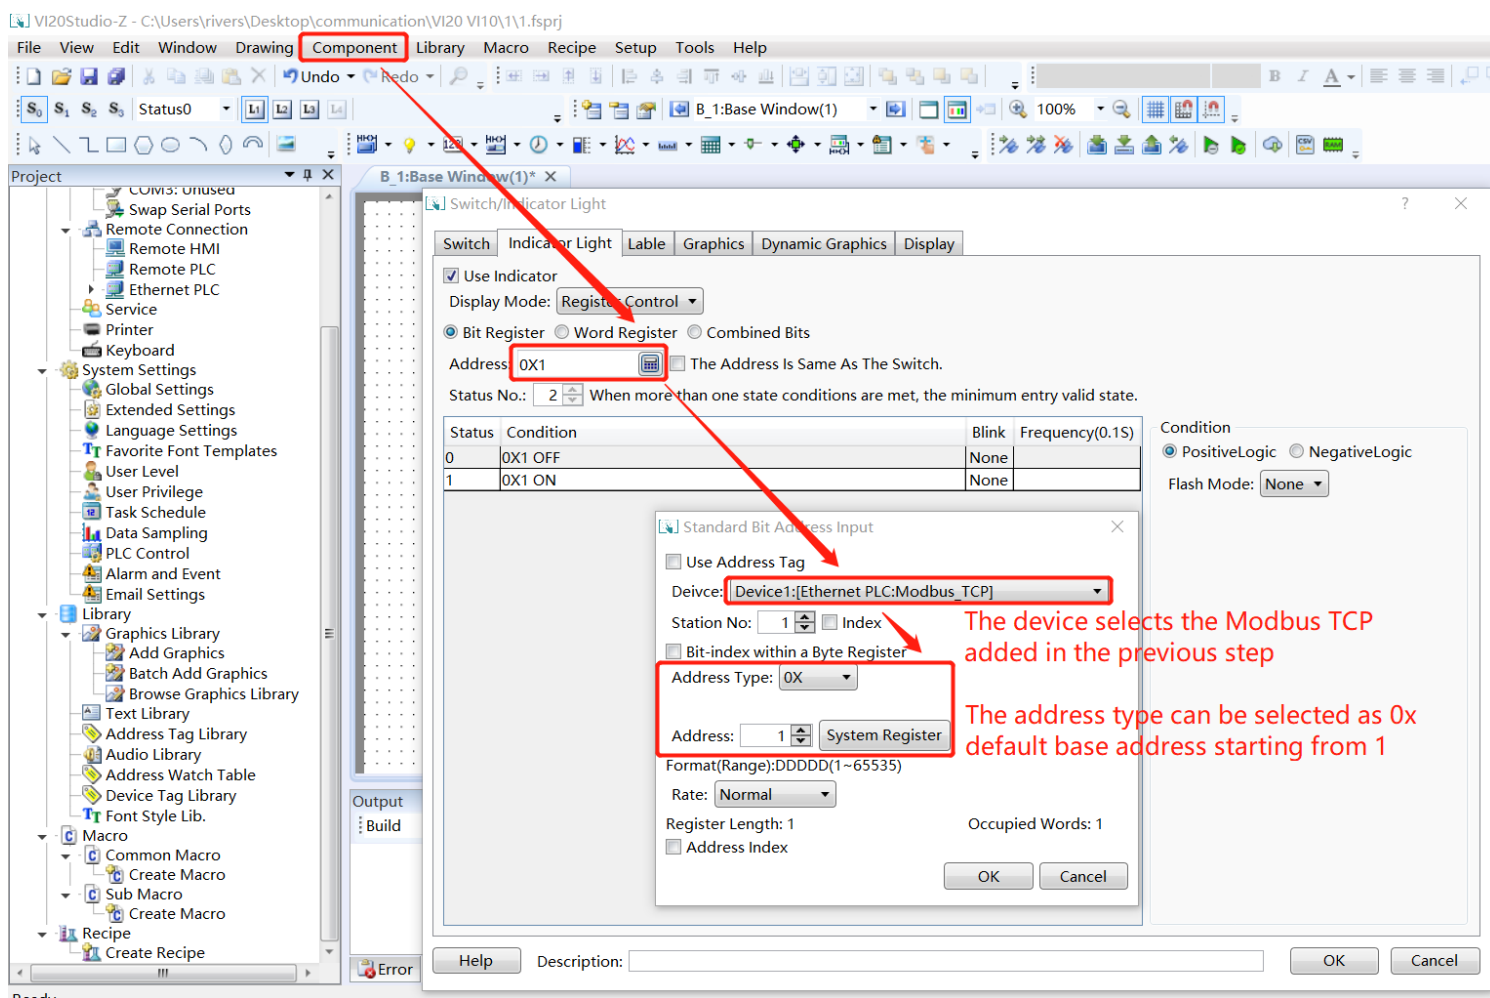 VI20Studio-Z - C:\Users\rivers\Desktop\communication\VI20 VI10\1\1.fsprj
File View Edit Window Drawing Component Library Macro Recipe Setup Tools Help
Undo Redo
S0 S1 S2 S3 Status0 L1 L2 L3 L4 B_1:Base Window(1) 100%
Project
COM3: Unused
Swap Serial Ports
Remote Connection
Remote HMI
Remote PLC
Ethernet PLC
Service
Printer
Keyboard
System Settings
Global Settings
Extended Settings
Language Settings
Favorite Font Templates
User Level
User Privilege
Task Schedule
Data Sampling
PLC Control
Alarm and Event
Email Settings
Library
Graphics Library
Add Graphics
Batch Add Graphics
Browse Graphics Library
Text Library
Address Tag Library
Audio Library
Address Watch Table
Device Tag Library
Font Style Lib.
Macro
Common Macro
Create Macro
Sub Macro
Create Macro
Recipe
Create Recipe
B_1:Base Window(1)*
Output
Build
Error
Switch/Indicator Light
Switch Indicator Light Lable Graphics Dynamic Graphics Display
Use Indicator
Display Mode: Register Control
Bit Register Word Register Combined Bits
Address: 0X1 The Address Is Same As The Switch.
Status No.: 2 When more than one state conditions are met, the minimum entry valid state.
Status Condition Blink Frequency(0.1S)
0 0X1 OFF None
1 0X1 ON None
Condition
PositiveLogic NegativeLogic
Flash Mode: None
Standard Bit Address Input
Use Address Tag
Deivce: Device1:[Ethernet PLC:Modbus_TCP]
Station No: 1 Index
Bit-index within a Byte Register
Address Type: 0X
Address: 1 System Register
Format(Range):DDDDD(1~65535)
Rate: Normal
Register Length: 1 Occupied Words: 1
Address Index
OK Cancel
The device selects the Modbus TCP
added in the previous step
The address type can be selected as 0x
default base address starting from 1
Help Description: OK Cancel
Ready